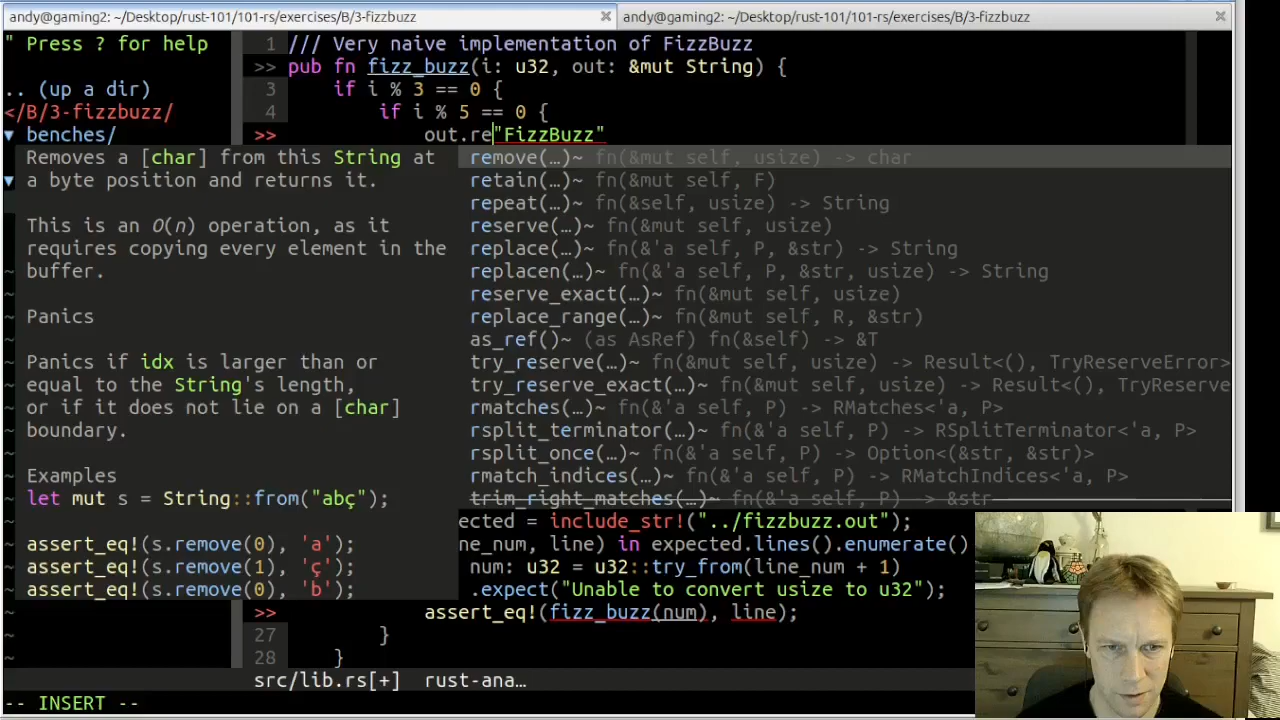 andy@gaming2: ~/Desktop/rust-101/101-rs/exercises/B/3-fizzbuzz
andy@gaming2: ~/Desktop/rust-101/101-rs/exercises/B/3-fizzbuzz
" Press ? for help
.. (up a dir)
</B/3-fizzbuzz/
▼ benches/
▼
1 /// Very naive implementation of FizzBuzz
>> pub fn fizz_buzz(i: u32, out: &mut String) {
3 if i % 3 == 0 {
4 if i % 5 == 0 {
>> out.re"FizzBuzz"
Removes a [char] from this String at
a byte position and returns it.
This is an O(n) operation, as it
requires copying every element in the
buffer.
Panics
Panics if idx is larger than or
equal to the String's length,
or if it does not lie on a [char]
boundary.
Examples
let mut s = String::from("abç");
assert_eq!(s.remove(0), 'a');
assert_eq!(s.remove(1), 'ç');
assert_eq!(s.remove(0), 'b');
remove(…)~ fn(&mut self, usize) -> char
retain(…)~ fn(&mut self, F)
repeat(…)~ fn(&self, usize) -> String
reserve(…)~ fn(&mut self, usize)
replace(…)~ fn(&'a self, P, &str) -> String
replacen(…)~ fn(&'a self, P, &str, usize) -> String
reserve_exact(…)~ fn(&mut self, usize)
replace_range(…)~ fn(&mut self, R, &str)
as_ref()~ (as AsRef) fn(&self) -> &T
try_reserve(…)~ fn(&mut self, usize) -> Result<(), TryReserveError>
try_reserve_exact(…)~ fn(&mut self, usize) -> Result<(), TryReserve
rmatches(…)~ fn(&'a self, P) -> RMatches<'a, P>
rsplit_terminator(…)~ fn(&'a self, P) -> RSplitTerminator<'a, P>
rsplit_once(…)~ fn(&'a self, P) -> Option<(&str, &str)>
rmatch_indices(…)~ fn(&'a self, P) -> RMatchIndices<'a, P>
trim_right_matches(…)~ fn(&'a self, P) -> &str
ected = include_str!("../fizzbuzz.out");
ne_num, line) in expected.lines().enumerate()
num: u32 = u32::try_from(line_num + 1)
.expect("Unable to convert usize to u32");
>> assert_eq!(fizz_buzz(num), line);
27 }
28 }
src/lib.rs[+] rust-ana…
-- INSERT --